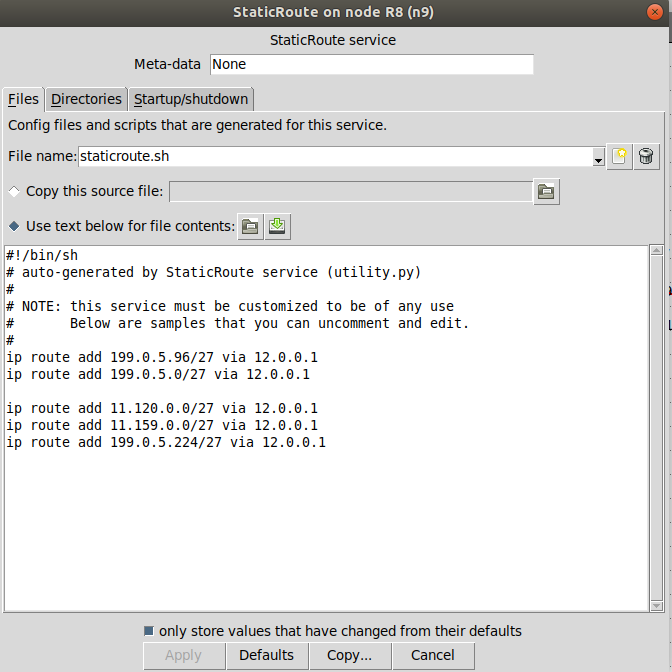 StaticRoute on node R8 (n9)
StaticRoute service
Meta-data None
Files Directories Startup/shutdown
Config files and scripts that are generated for this service.
File name: staticroute.sh
Copy this source file:
Use text below for file contents:
#!/bin/sh
# auto-generated by StaticRoute service (utility.py)
#
# NOTE: this service must be customized to be of any use
#       Below are samples that you can uncomment and edit.
#
ip route add 199.0.5.96/27 via 12.0.0.1
ip route add 199.0.5.0/27 via 12.0.0.1
ip route add 11.120.0.0/27 via 12.0.0.1
ip route add 11.159.0.0/27 via 12.0.0.1
ip route add 199.0.5.224/27 via 12.0.0.1
only store values that have changed from their defaults
Apply Defaults Copy... Cancel